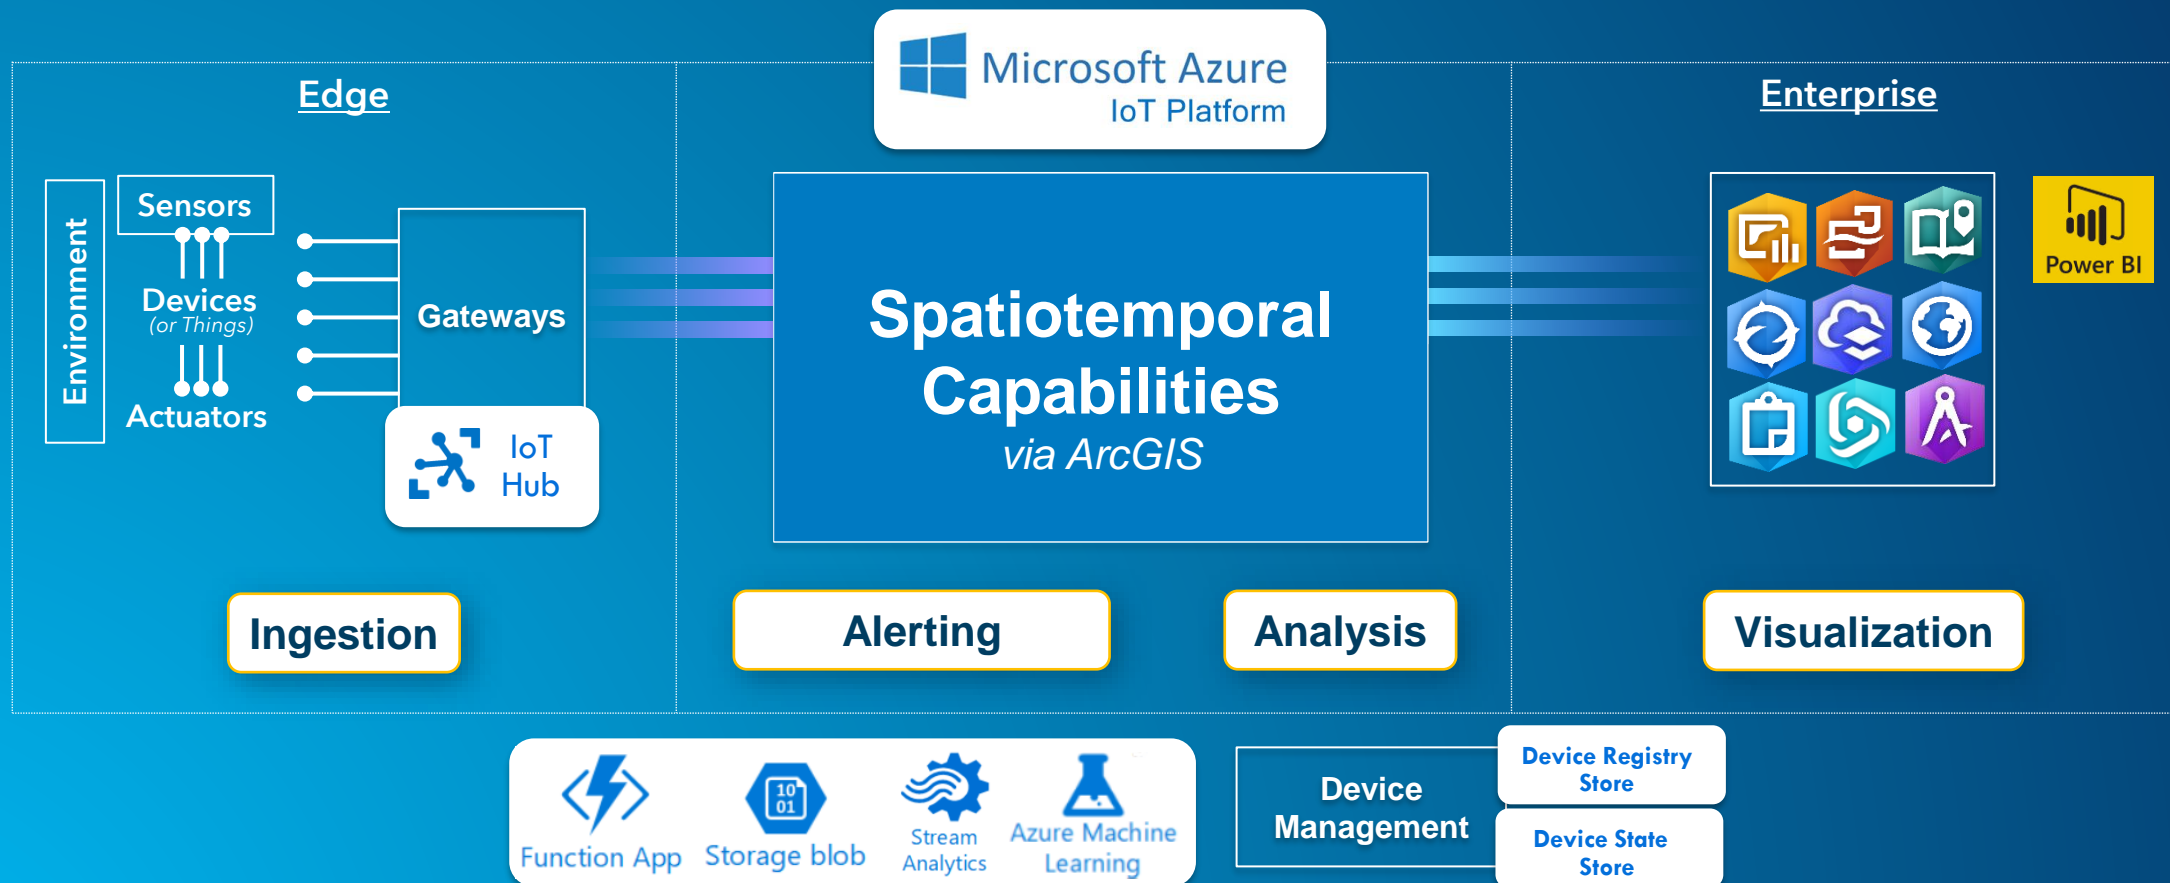 Microsoft Azure
IoT Platform
Edge
Enterprise
Environment
Sensors
Devices
(or Things)
Actuators
Gateways
IoT
Hub
Spatiotemporal
Capabilities
via ArcGIS
Power BI
Ingestion
Alerting
Analysis
Visualization
Function App
10
01
Storage blob
Stream
Analytics
Azure Machine
Learning
Device
Management
Device Registry
Store
Device State
Store